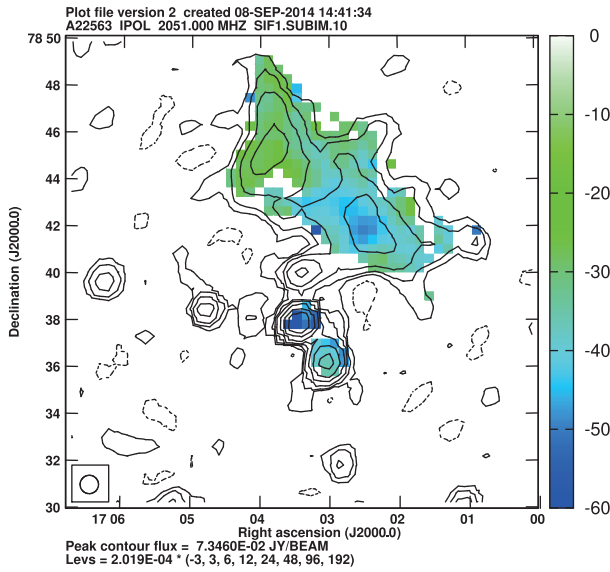 Plot file version 2 created 08-SEP-2014 14:41:34
A22563 IPOL 2051.000 MHZ SIF1.SUBIM.10
78 50
48
46
44
42
40
38
36
34
32
30
Declination (J2000.0)
17 06 05 04 03 02 01 00
Right ascension (J2000.0)
0
-10
-20
-30
-40
-50
-60
Peak contour flux = 7.3460E-02 JY/BEAM
Levs = 2.019E-04 * (-3, 3, 6, 12, 24, 48, 96, 192)